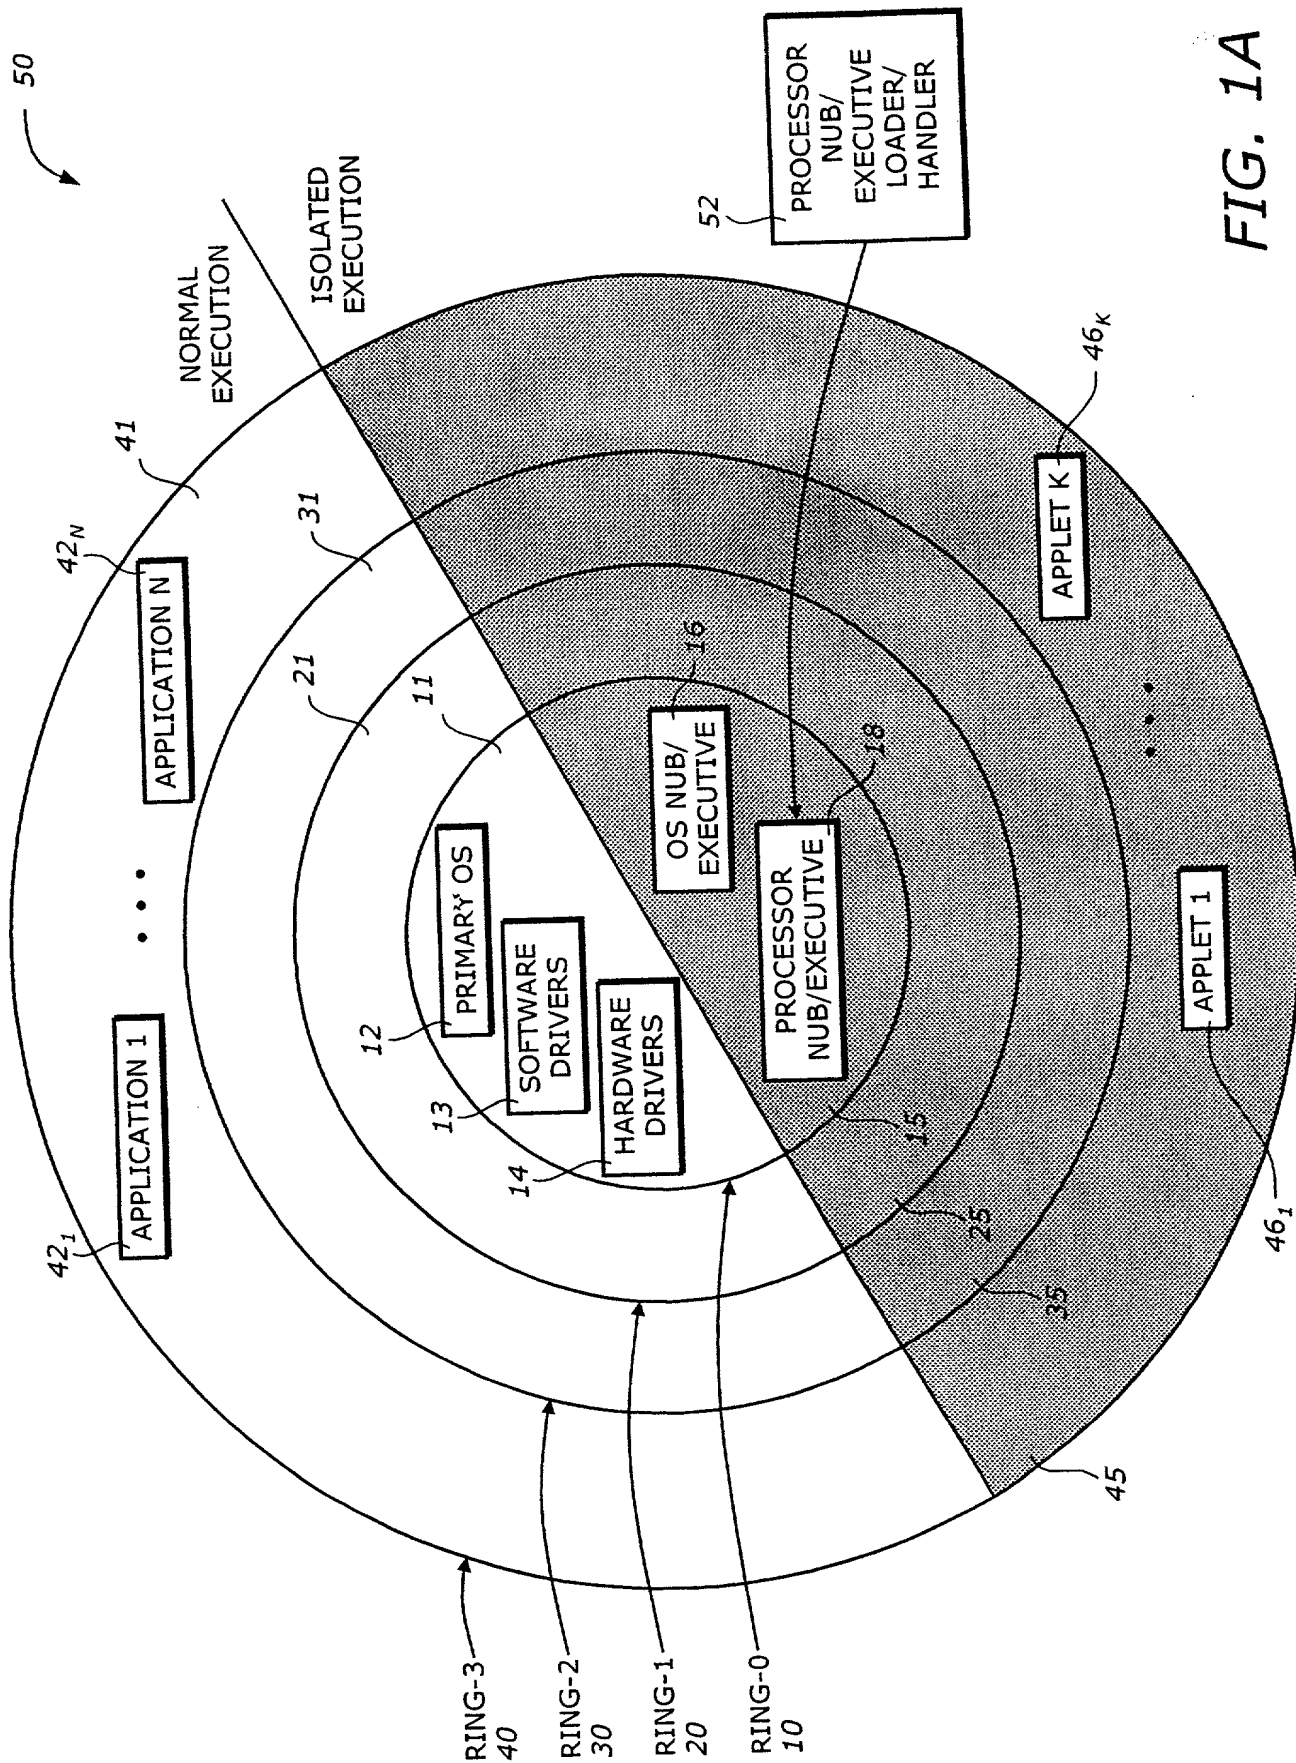 50
NORMAL
EXECUTION
ISOLATED
EXECUTION
41
42N
APPLICATION N
31
21
11
APPLICATION 1
42₁
12
PRIMARY OS
13
SOFTWARE
DRIVERS
14
HARDWARE
DRIVERS
16
OS NUB/
EXECUTIVE
18
PROCESSOR
NUB/EXECUTIVE
52
PROCESSOR
NUB/
EXECUTIVE
LOADER/
HANDLER
15
25
35
45
APPLET 1
46₁
APPLET K
46K
RING-3
40
RING-2
30
RING-1
20
RING-0
10
FIG. 1A